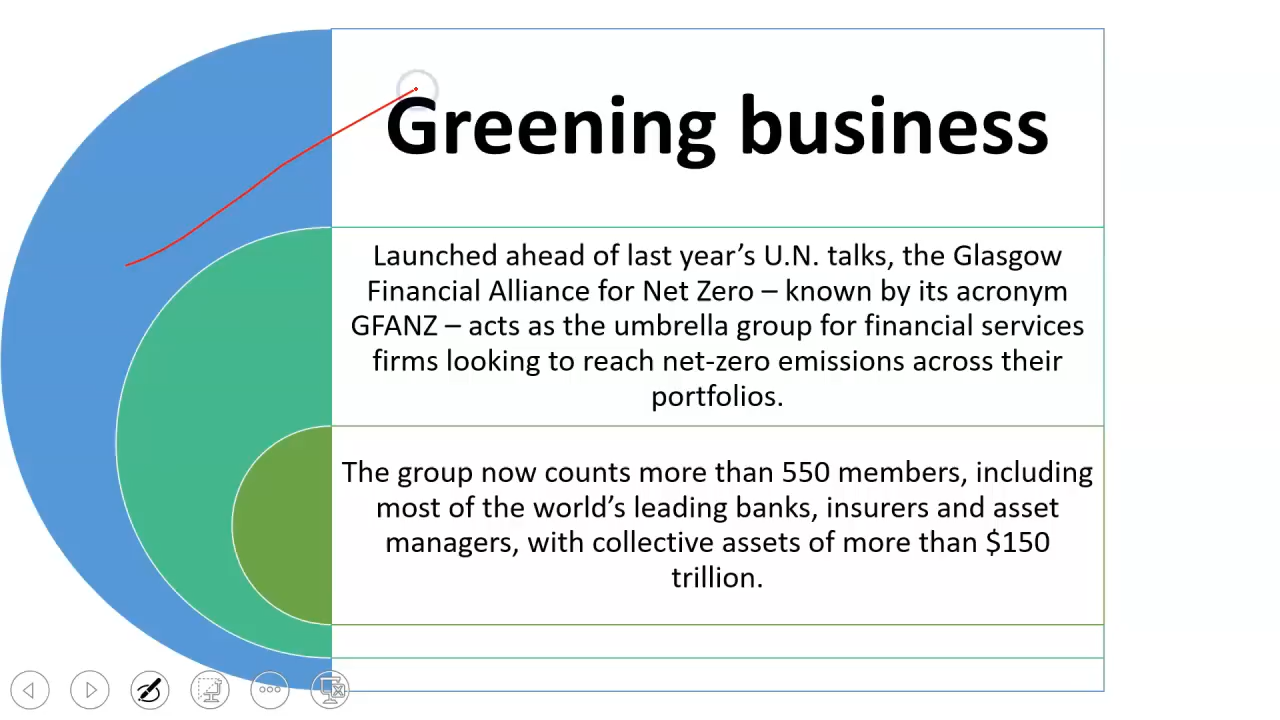 Greening business
Launched ahead of last year’s U.N. talks, the Glasgow
Financial Alliance for Net Zero – known by its acronym
GFANZ – acts as the umbrella group for financial services
firms looking to reach net-zero emissions across their
portfolios.
The group now counts more than 550 members, including
most of the world’s leading banks, insurers and asset
managers, with collective assets of more than $150
trillion.